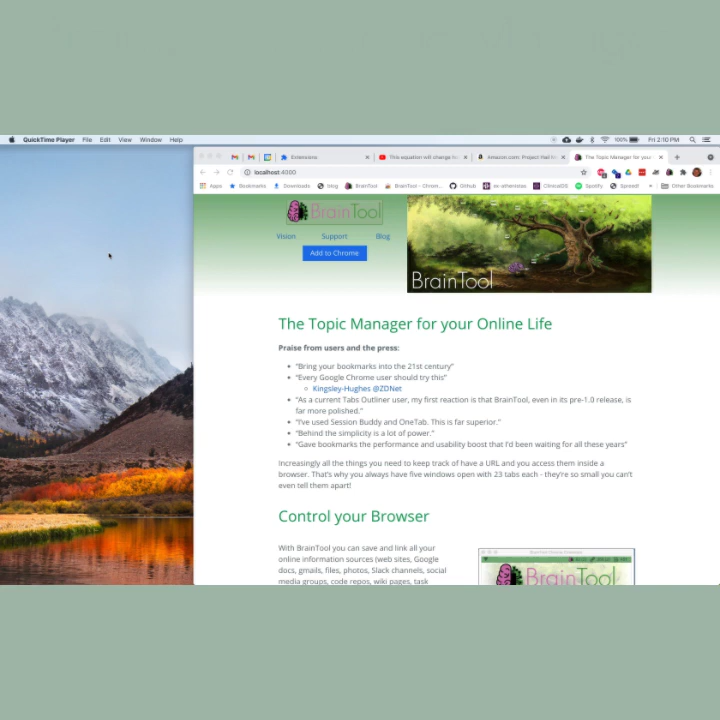 QuickTime Player File Edit View Window Help
100% Fri 2:10 PM
Extensions
This equation will change
Amazon.com: Project Hail
The Topic Manager for your
localhost:4000
Apps Bookmarks Downloads blog BrainTool BrainTool - Chrom... Github ClinicalOS Spotify Spread Other Bookmarks
BrainTool
Vision Support Blog
Add to Chrome
BrainTool
The Topic Manager for your Online Life
Praise from users and the press:
"Bring your bookmarks into the 21st century"
"Every Google Chrome user should try this"
Kingsley-Hughes @ZDNet
"As a current Tabs Outliner user, my first reaction is that BrainTool, even in its pre-1.0 release, is
far more polished."
"I've used Session Buddy and OneTab. This is far superior."
"Behind the simplicity is a lot of power."
"Gave bookmarks the performance and usability boost that I'd been waiting for all these years"
Increasingly all the things you need to keep track of have a URL and you access them inside a
browser. That's why you always have five windows open with 23 tabs each - they're so small you can't
even tell them apart!
Control your Browser
With BrainTool you can save and link all your
online information sources (web sites, Google
docs, gmails, files, photos, Slack channels, social
media groups, code repos, wiki pages, task
BrainTool